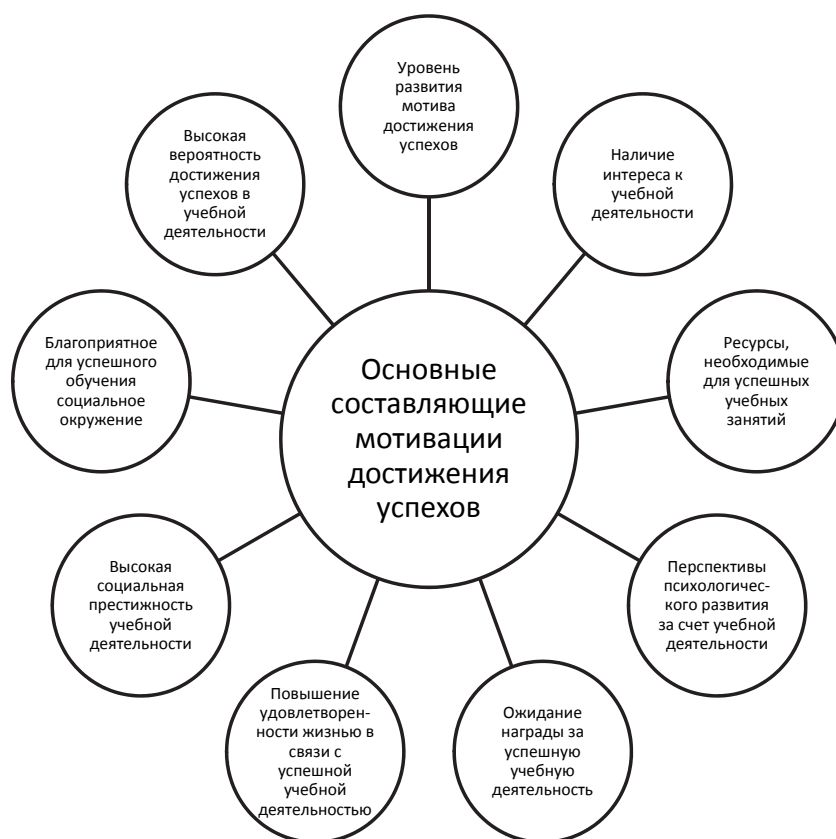 Уровень
развития
мотива
достижения
успехов
Наличие
интереса к
учебной
деятельности
Ресурсы,
необходимые
для успешных
учебных
занятий
Перспективы
психологичес-
кого развития
за счет учебной
деятельности
Ожидание
награды за
успешную
учебную
деятельность
Повышение
удовлетворен-
ности жизнью в
связи с
успешной
учебной
деятельностью
Высокая
социальная
престижность
учебной
деятельности
Благоприятное
для успешного
обучения
социальное
окружение
Высокая
вероятность
достижения
успехов в
учебной
деятельности
Основные
составляющие
мотивации
достижения
успехов